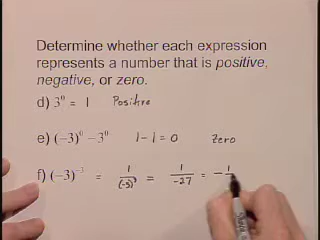 Determine whether each expression
represents a number that is positive,
negative, or zero.
d) 3⁰ = 1 Positive
e) (-3)⁰ - 3⁰ 1 - 1 = 0 Zero
f) (-3)⁻³ = 1/(-3)³ = 1/-27 = - 1/2